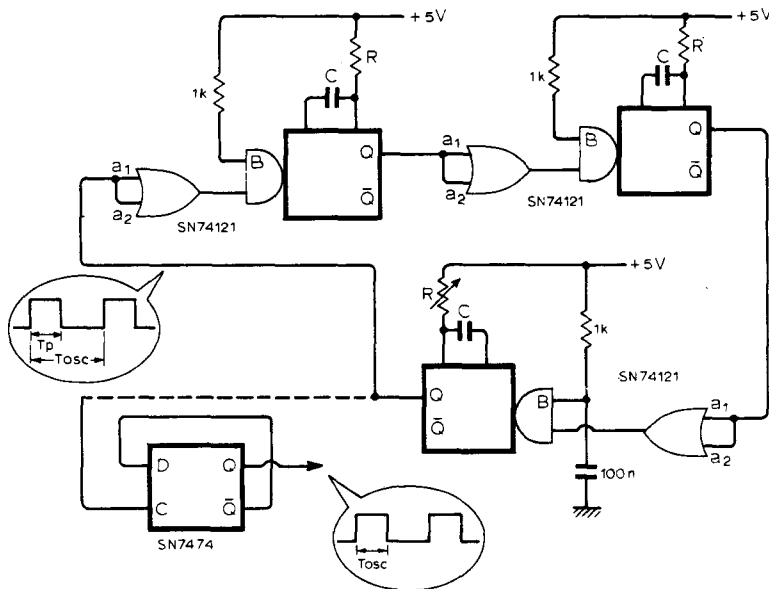 +5V
+5V
R
R
C
C
1k
1k
B
B
a1
a2
Q
Q̄
a1
a2
Q
Q̄
SN74121
SN74121
+5V
R
C
1k
SN74121
Tp
Tosc
Q
Q̄
B
a1
a2
100n
D
Q
C
Q̄
SN7474
Tosc